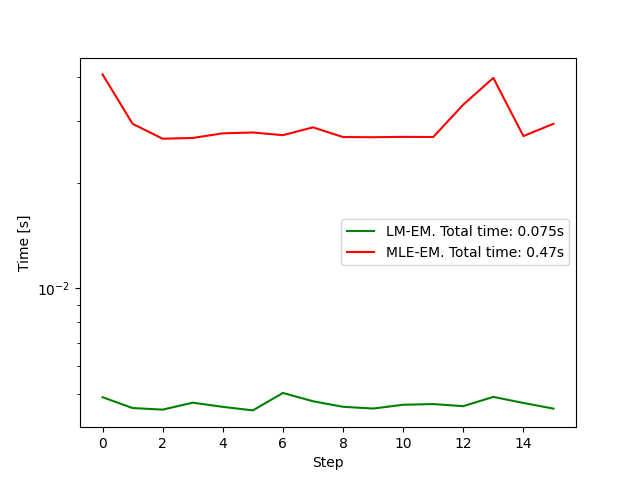 Time [s]
10⁻²
LM-EM. Total time: 0.075s
MLE-EM. Total time: 0.47s
0 2 4 6 8 10 12 14
Step